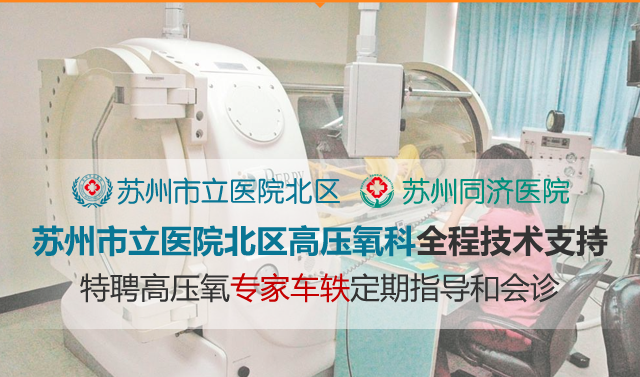 苏州市立医院北区 苏州同济医院
苏州市立医院北区高压氧科全程技术支持
特聘高压氧专家车轶定期指导和会诊